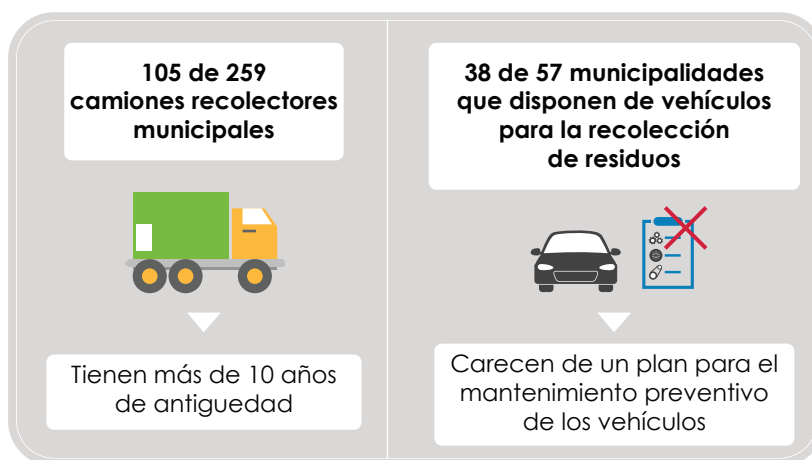 105 de 259
camiones recolectores
municipales
Tienen más de 10 años
de antiguedad
38 de 57 municipalidades
que disponen de vehículos
para la recolección
de residuos
Carecen de un plan para el
mantenimiento preventivo
de los vehículos